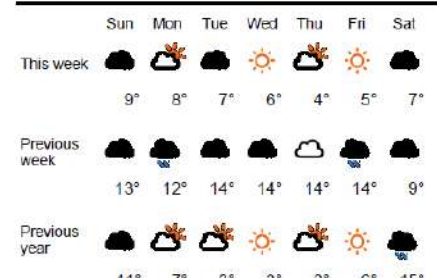 Sun Mon Tue Wed Thu Fri Sat
This week
9° 8° 7° 6° 4° 5° 7°
Previous
week
13° 12° 14° 14° 14° 14° 9°
Previous
year